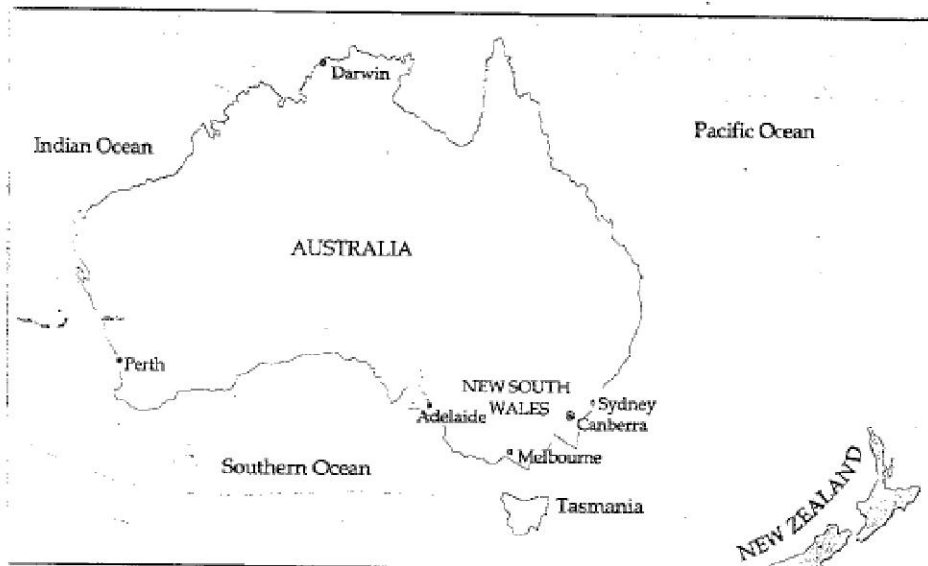 Darwin
Indian Ocean
Pacific Ocean
AUSTRALIA
Perth
NEW SOUTH
WALES
Sydney
Adelaide
Canberra
Melbourne
Southern Ocean
Tasmania
NEW ZEALAND